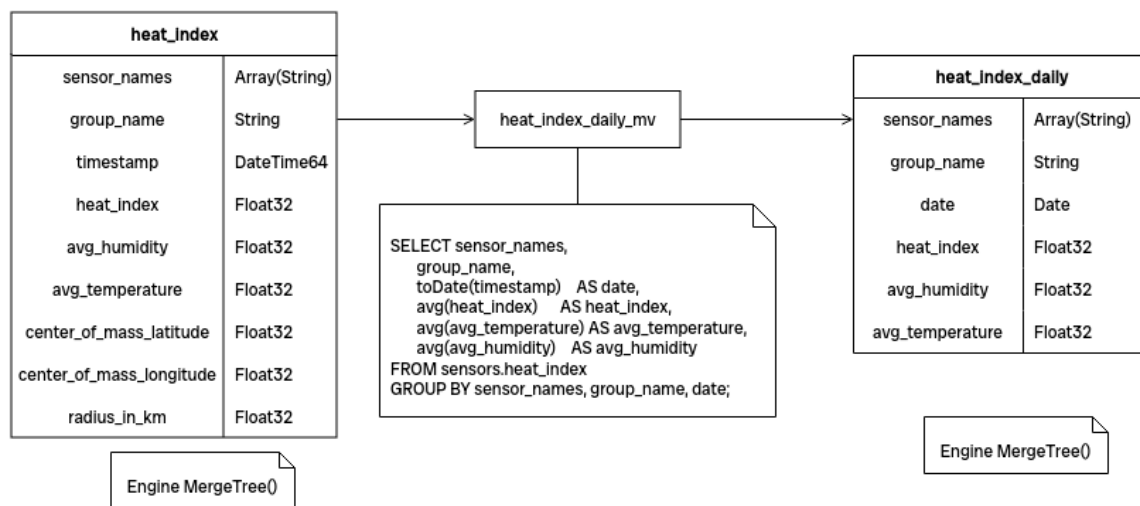 heat_index
sensor_names Array(String)
group_name String
timestamp DateTime64
heat_index Float32
avg_humidity Float32
avg_temperature Float32
center_of_mass_latitude Float32
center_of_mass_longitude Float32
radius_in_km Float32
Engine MergeTree()
heat_index_daily_mv
SELECT sensor_names,
group_name,
toDate(timestamp) AS date,
avg(heat_index) AS heat_index,
avg(avg_temperature) AS avg_temperature,
avg(avg_humidity) AS avg_humidity
FROM sensors.heat_index
GROUP BY sensor_names, group_name, date;
heat_index_daily
sensor_names Array(String)
group_name String
date Date
heat_index Float32
avg_humidity Float32
avg_temperature Float32
Engine MergeTree()